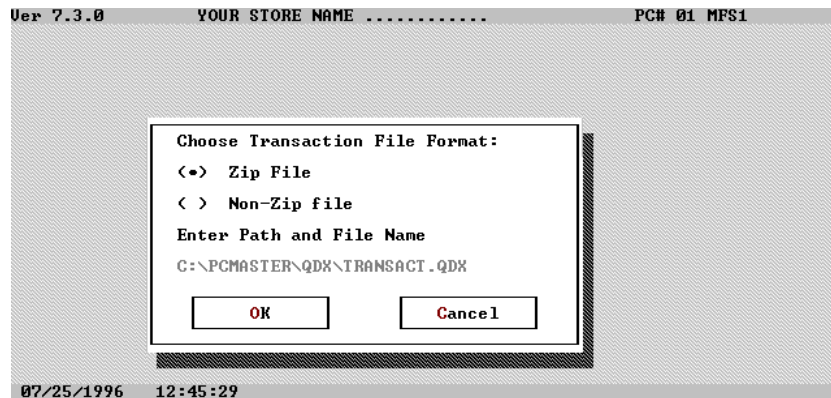 Ver 7.3.0 YOUR STORE NAME ............ PC# 01 MFS1
Choose Transaction File Format:
(•) Zip File
( ) Non-Zip file
Enter Path and File Name
C:\PCMASTER\QDX\TRANSACT.QDX
OK Cancel
07/25/1996 12:45:29